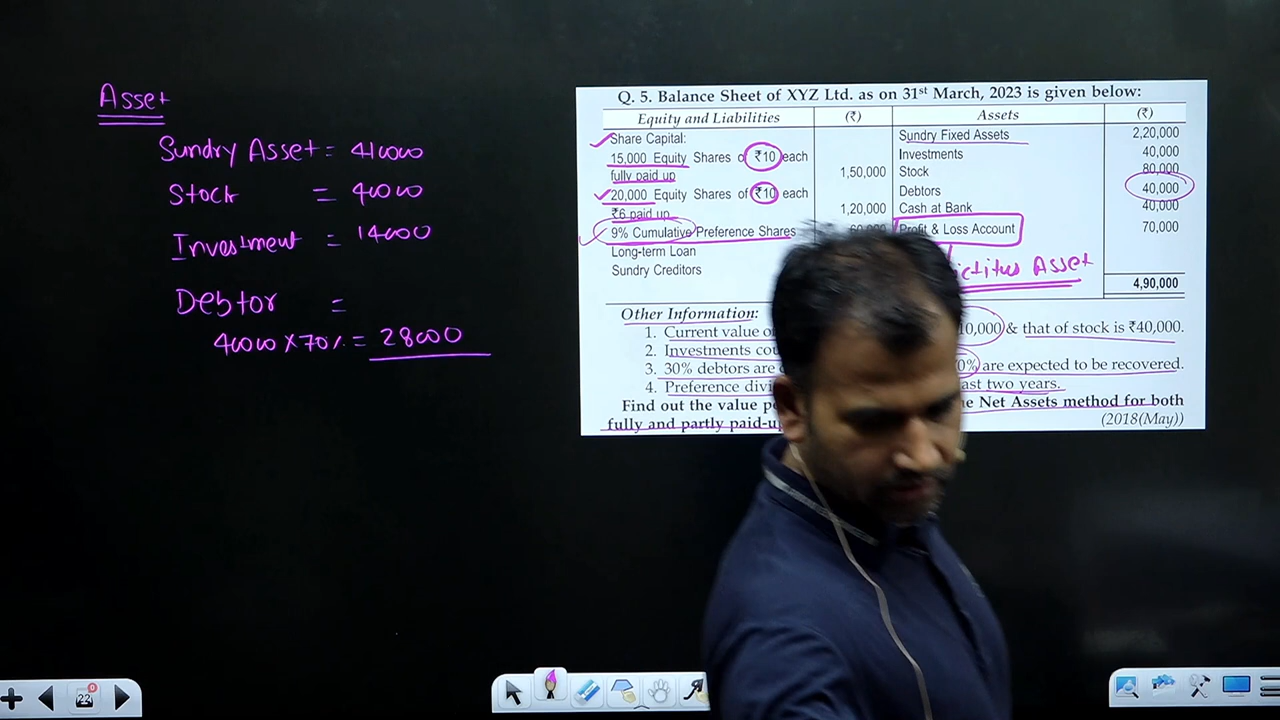 Asset
Sundry Asset = 410000
Stock = 40000
Investment = 14000
Debtor =
40000 X 70% = 28000
Q. 5. Balance Sheet of XYZ Ltd. as on 31st March, 2023 is given below:
Equity and Liabilities (₹) Assets (₹)
Share Capital: Sundry Fixed Assets 2,20,000
15,000 Equity Shares of ₹10 each Investments 40,000
fully paid up 1,50,000 Stock 80,000
20,000 Equity Shares of ₹10 each Debtors 40,000
₹6 paid up 1,20,000 Cash at Bank 40,000
9% Cumulative Preference Shares Profit & Loss Account 70,000
Long-term Loan
Sundry Creditors
Asset
4,90,000
Other Information:
1. Current value 10,000 & that of stock is ₹40,000.
2. Investments
3. 30% debtors are 0% are expected to be recovered.
4. Preference last two years.
Find out the value Net Assets method for both
fully and partly paid-up (2018(May))
22
0